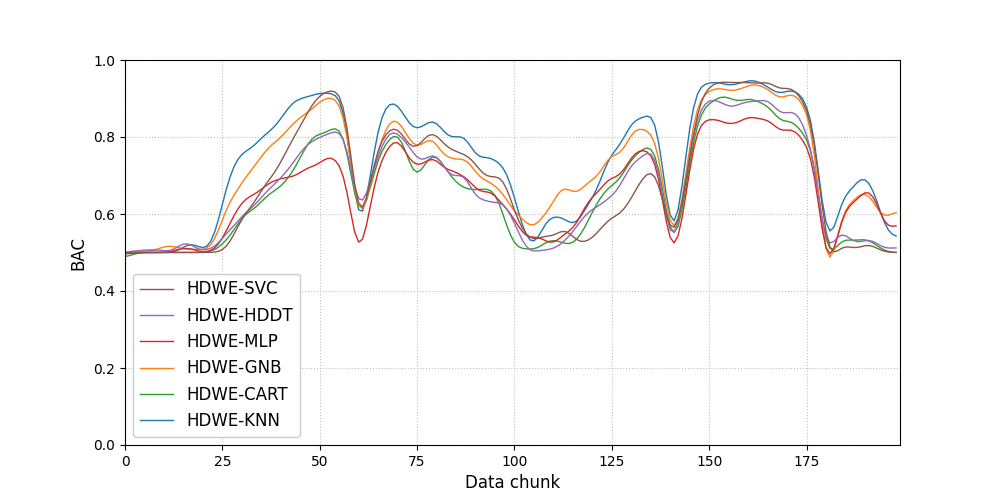 1.0
0.8
0.6
0.4
0.2
0.0
BAC
HDWE-SVC
HDWE-HDDT
HDWE-MLP
HDWE-GNB
HDWE-CART
HDWE-KNN
0 25 50 75 100 125 150 175
Data chunk